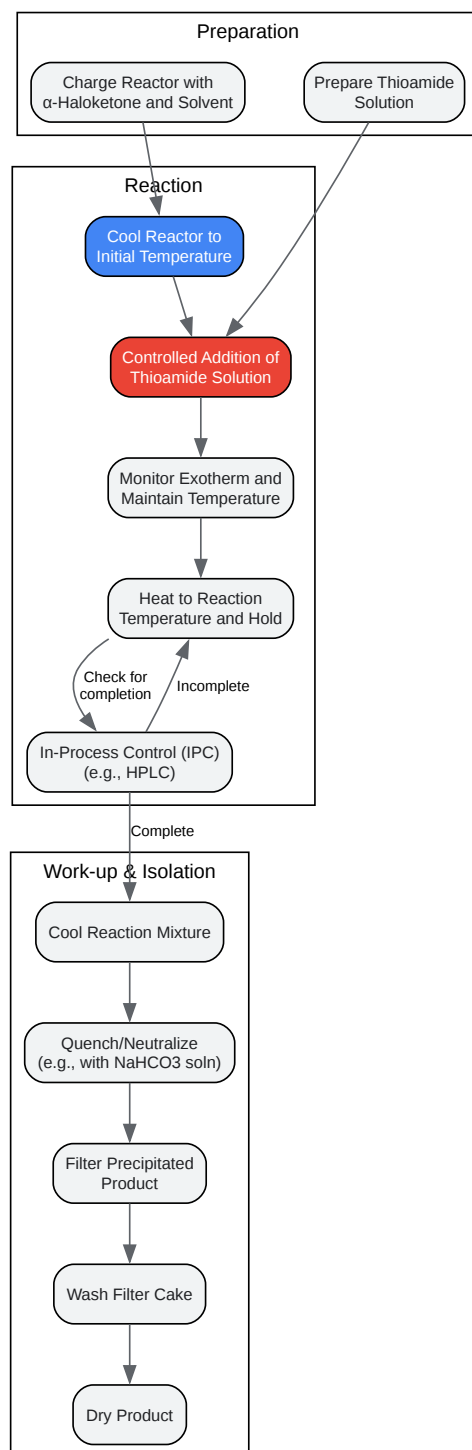 Preparation
Charge Reactor with
α-Haloketone and Solvent
Prepare Thioamide
Solution
Reaction
Cool Reactor to
Initial Temperature
Controlled Addition of
Thioamide Solution
Monitor Exotherm and
Maintain Temperature
Heat to Reaction
Temperature and Hold
Check for
completion
Incomplete
In-Process Control (IPC)
(e.g., HPLC)
Complete
Work-up & Isolation
Cool Reaction Mixture
Quench/Neutralize
(e.g., with NaHCO3 soln)
Filter Precipitated
Product
Wash Filter Cake
Dry Product